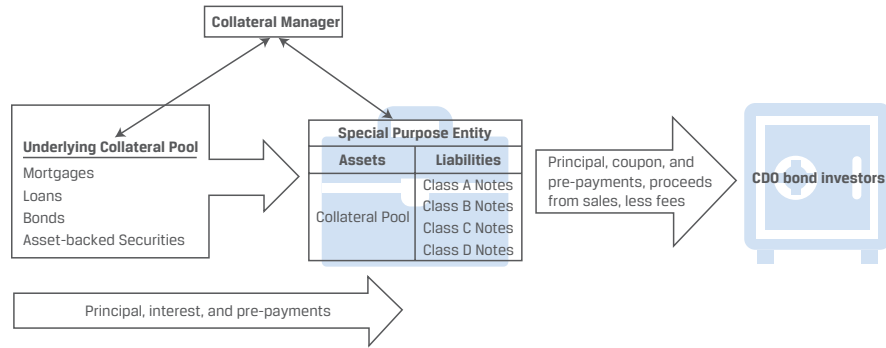 Collateral Manager
Underlying Collateral Pool
Mortgages
Loans
Bonds
Asset-backed Securities
Special Purpose Entity
Assets
Liabilities
Collateral Pool
Class A Notes
Class B Notes
Class C Notes
Class D Notes
Principal, coupon, and
pre-payments, proceeds
from sales, less fees
CDO bond investors
Principal, interest, and pre-payments